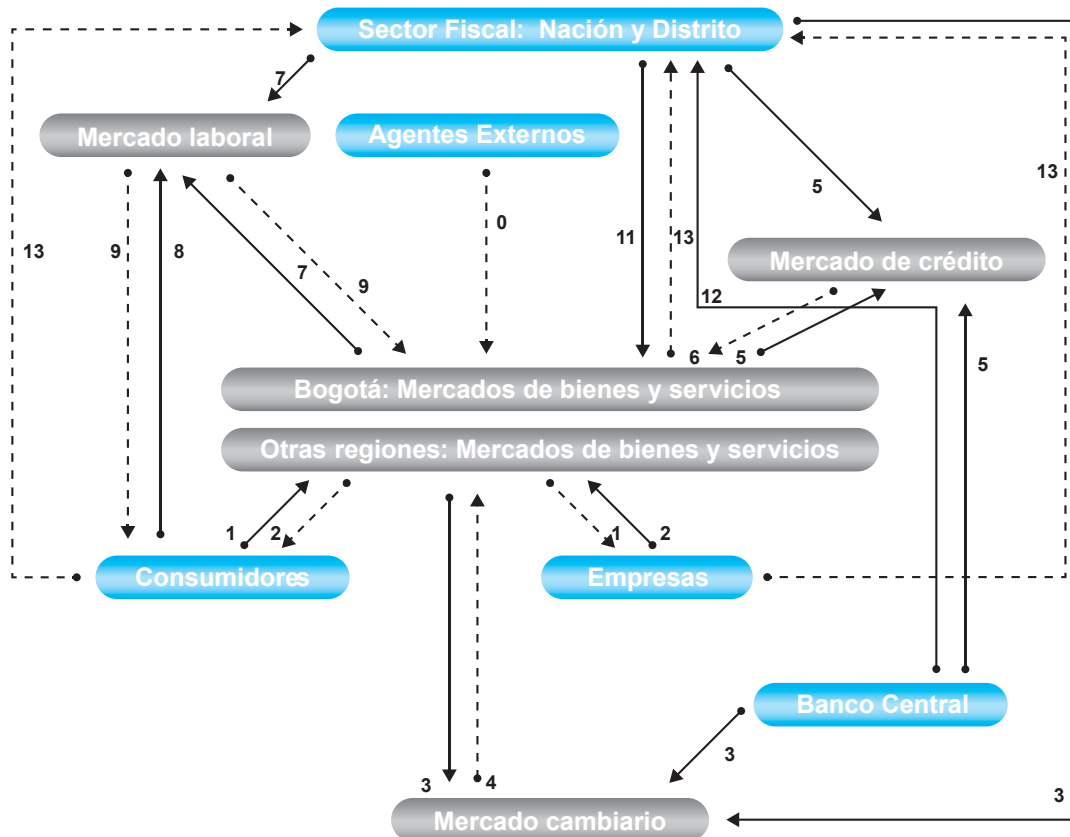 Sector Fiscal: Nación y Distrito
7
Mercado laboral
Agentes Externos
13
5
0
13
9
8
11
13
7
9
Mercado de crédito
12
6
5
5
Bogotá: Mercados de bienes y servicios
Otras regiones: Mercados de bienes y servicios
1
2
1
2
Consumidores
Empresas
Banco Central
3
3
4
3
Mercado cambiario